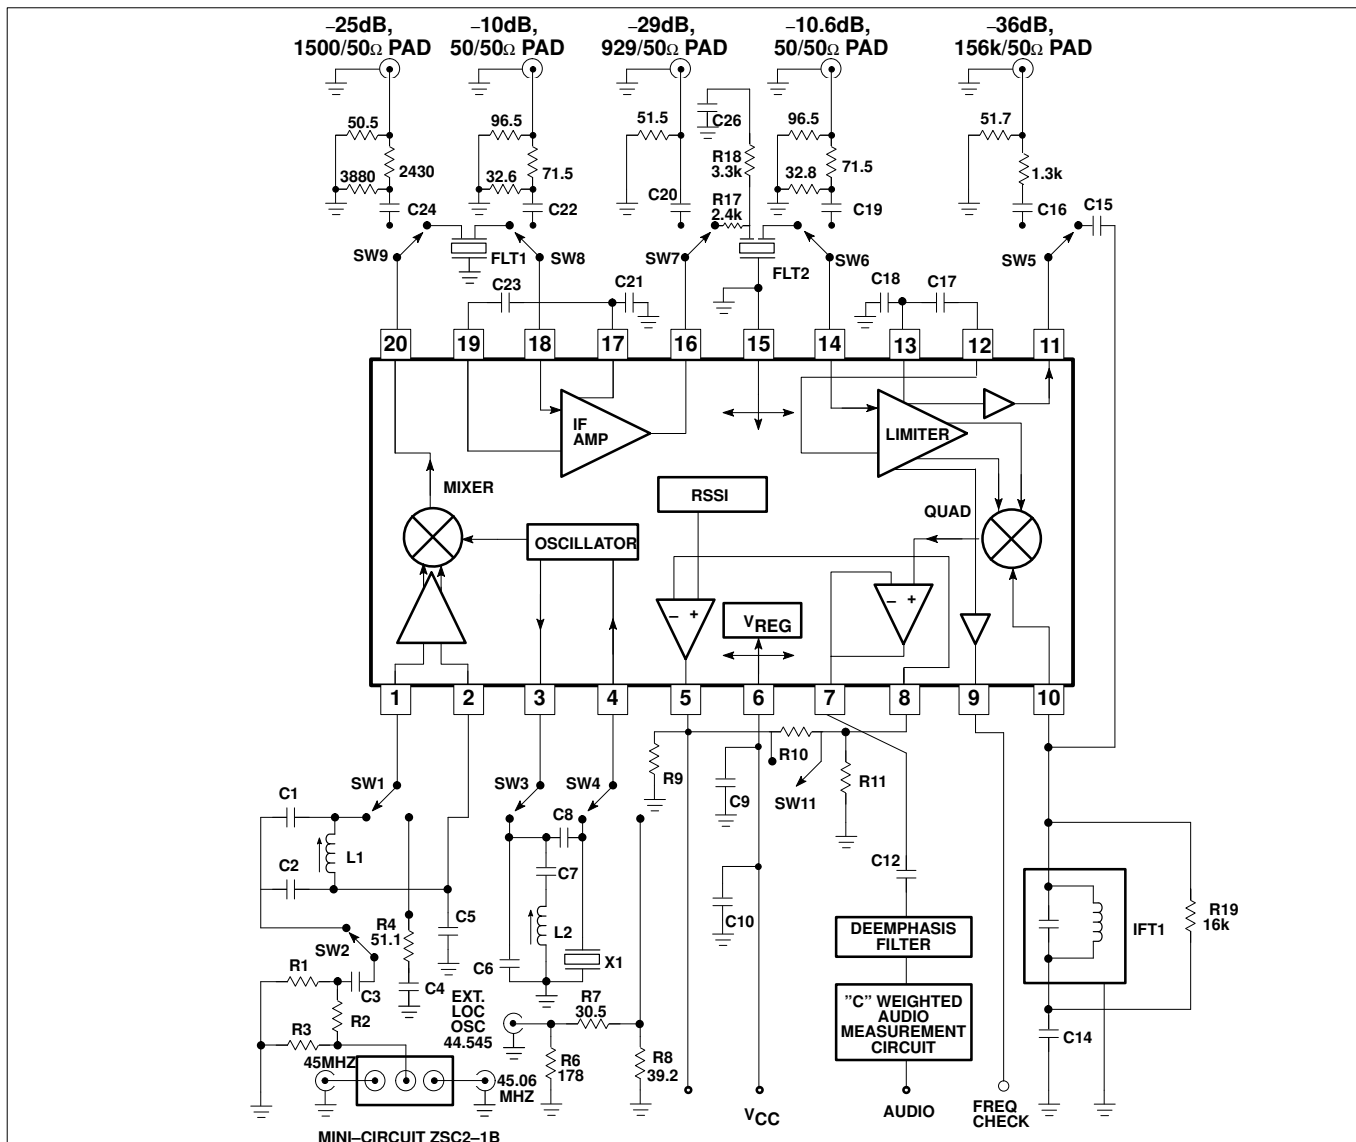 –25dB, –10dB, –29dB, –10.6dB, –36dB,
1500/50Ω PAD 50/50Ω PAD 929/50Ω PAD 50/50Ω PAD 156k/50Ω PAD
50.5 96.5 51.5 C26 96.5 51.7
3880 2430 32.6 71.5 R18 3.3k 32.8 71.5 1.3k
C24 C22 C20 R17 2.4k C19 C16 C15
SW9 FLT1 SW8 SW7 FLT2 SW6 SW5
C23 C21 C18 C17
20 19 18 17 16 15 14 13 12 11
IF AMP LIMITER
MIXER RSSI QUAD
OSCILLATOR
– + VREG – +
1 2 3 4 5 6 7 8 9 10
SW1 SW3 SW4 R9 R10 R11
C1 C8 C9 SW11
C2 L1 C7 C12
R4 51.1 C5 L2 C10 DEEMPHASIS FILTER IFT1 R19 16k
SW2 C6 X1
R1 C3 C4 EXT. LOC OSC 44.545 R7 30.5 "C" WEIGHTED AUDIO MEASUREMENT CIRCUIT
R2
R3 R6 178 R8 39.2 C14
45MHZ 45.06 MHZ
VCC AUDIO FREQ CHECK
MINI–CIRCUIT ZSC2–1B